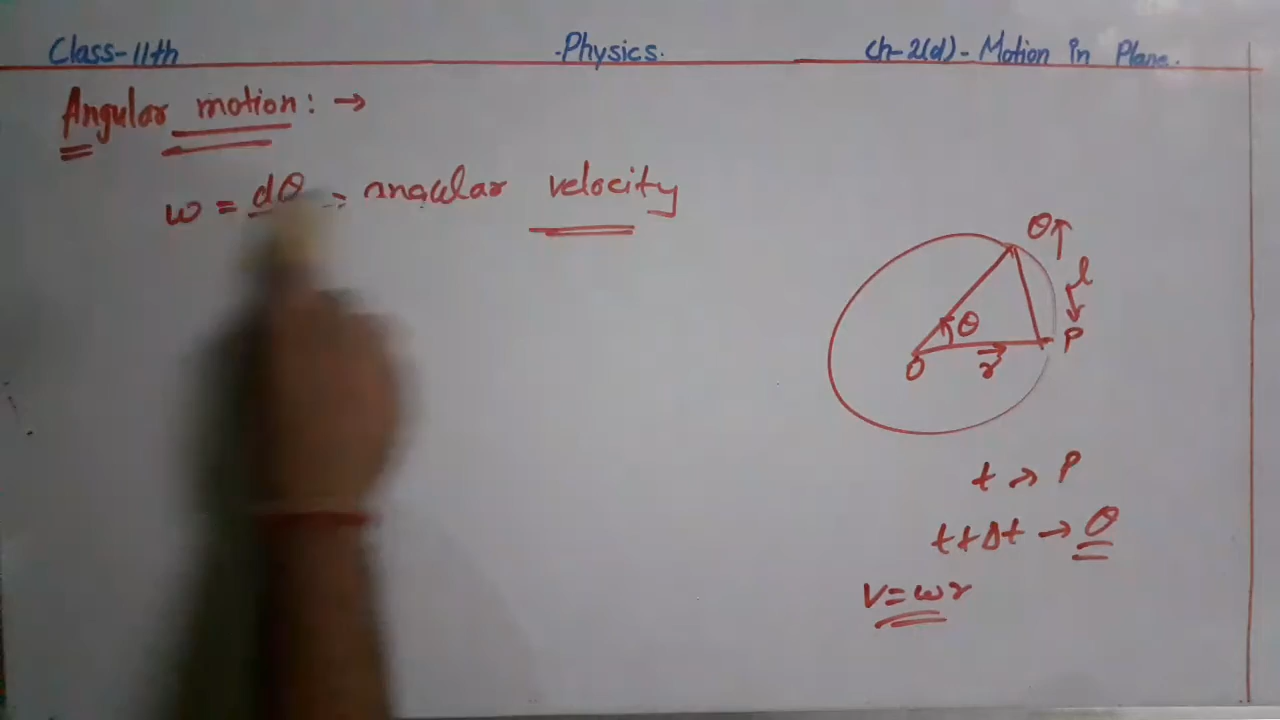 Class-11th Physics. Ch-2(d)- Motion in Plane.
Angular motion: →
ω = dθ = angular velocity
θ↑
l
θ
P
O r
t → P
t+Δt → θ
V=ωr